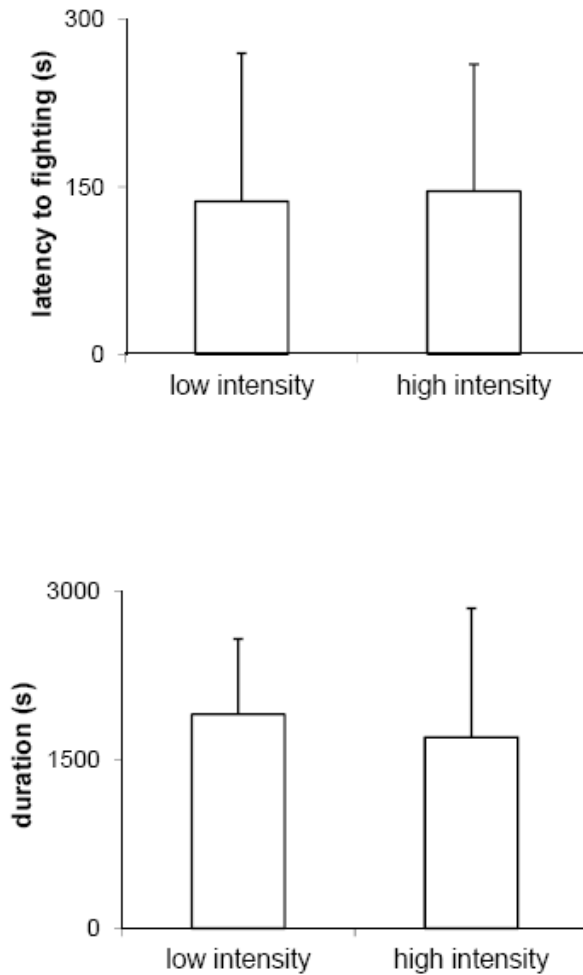 300
latency to fighting (s)
150
0
low intensity high intensity
3000
duration (s)
1500
0
low intensity high intensity